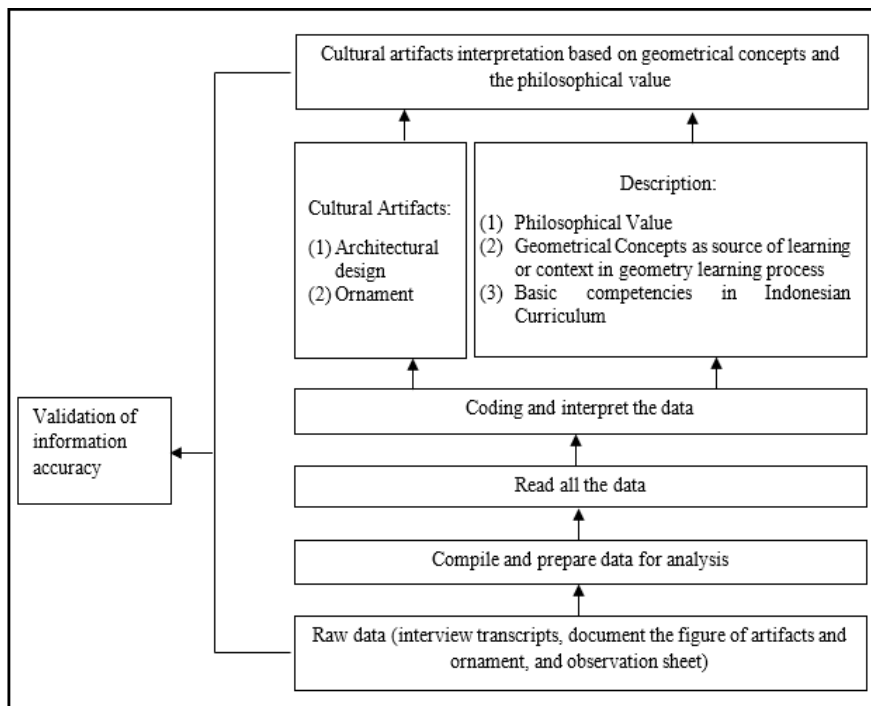 Cultural artifacts interpretation based on geometrical concepts and
the philosophical value
Cultural Artifacts:
(1) Architectural
design
(2) Ornament
Description:
(1) Philosophical Value
(2) Geometrical Concepts as source of learning
or context in geometry learning process
(3) Basic competencies in Indonesian
Curriculum
Coding and interpret the data
Validation of
information
accuracy
Read all the data
Compile and prepare data for analysis
Raw data (interview transcripts, document the figure of artifacts and
ornament, and observation sheet)